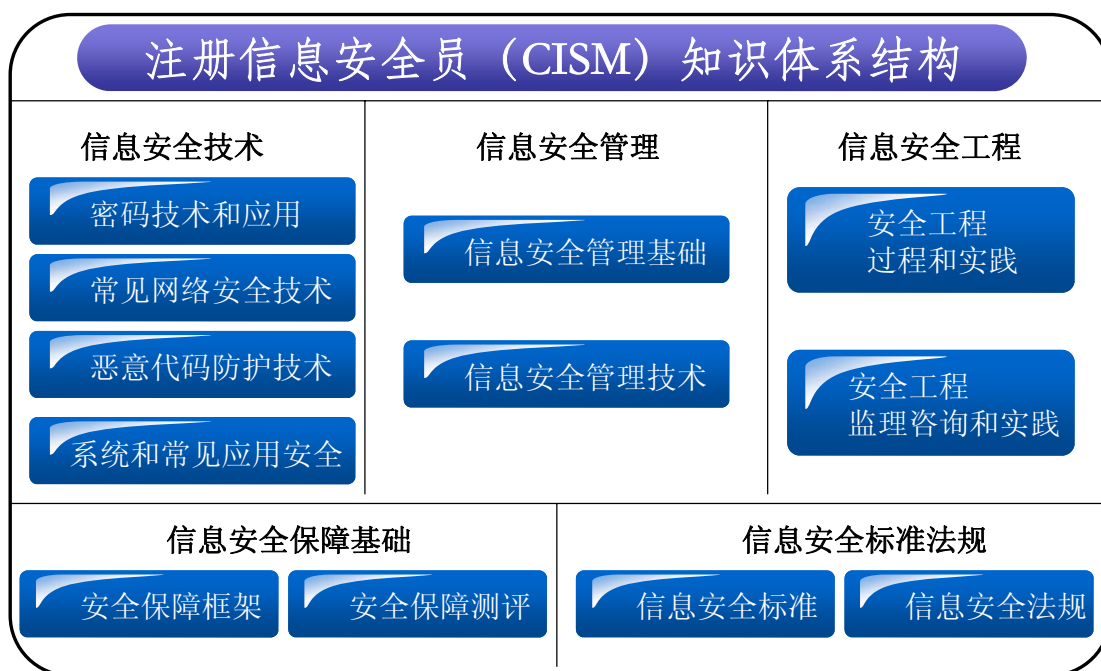 注册信息安全员（CISM）知识体系结构
信息安全技术
密码技术和应用
常见网络安全技术
恶意代码防护技术
系统和常见应用安全
信息安全管理
信息安全管理基础
信息安全管理技术
信息安全工程
安全工程
过程和实践
安全工程
监理咨询和实践
信息安全保障基础
安全保障框架
安全保障测评
信息安全标准法规
信息安全标准
信息安全法规